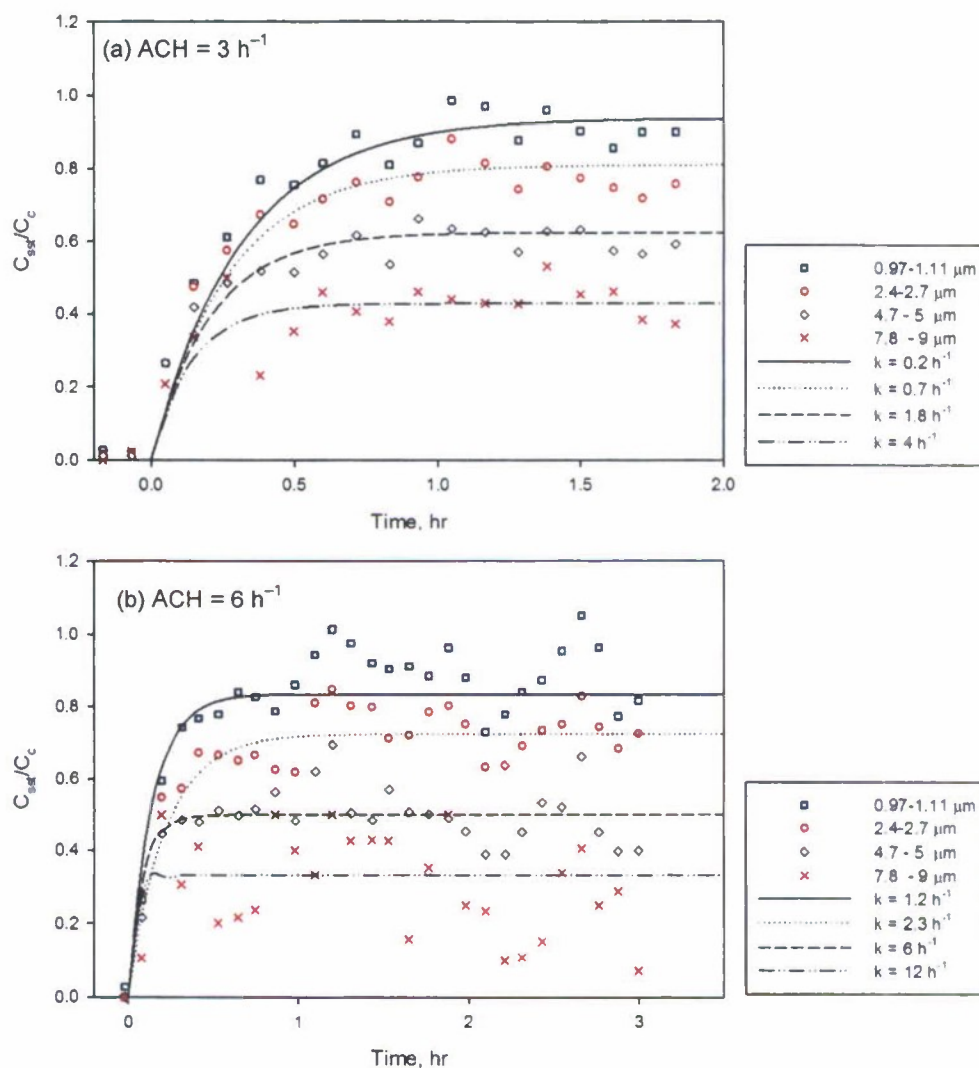 (a) ACH = 3 h⁻¹
1.2
1.0
0.8
0.6
0.4
0.2
0.0
C_sst/C_c
0.0 0.5 1.0 1.5 2.0
Time, hr
0.97-1.11 μm
2.4-2.7 μm
4.7 - 5 μm
7.8 - 9 μm
k = 0.2 h⁻¹
k = 0.7 h⁻¹
k = 1.8 h⁻¹
k = 4 h⁻¹
(b) ACH = 6 h⁻¹
1.2
1.0
0.8
0.6
0.4
0.2
0.0
C_sst/C_c
0 1 2 3
Time, hr
0.97-1.11 μm
2.4-2.7 μm
4.7 - 5 μm
7.8 - 9 μm
k = 1.2 h⁻¹
k = 2.3 h⁻¹
k = 6 h⁻¹
k = 12 h⁻¹